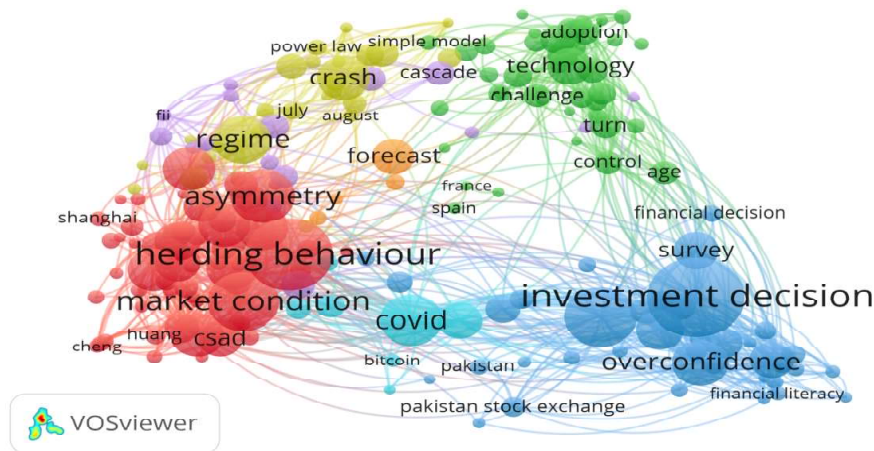 adoption
power law
simple model
technology
crash
cascade
challenge
fii
july
august
turn
regime
forecast
control
age
asymmetry
france
spain
shanghai
financial decision
herding behaviour
survey
market condition
investment decision
covid
huang
csad
cheng
bitcoin
pakistan
overconfidence
financial literacy
pakistan stock exchange
VOSviewer